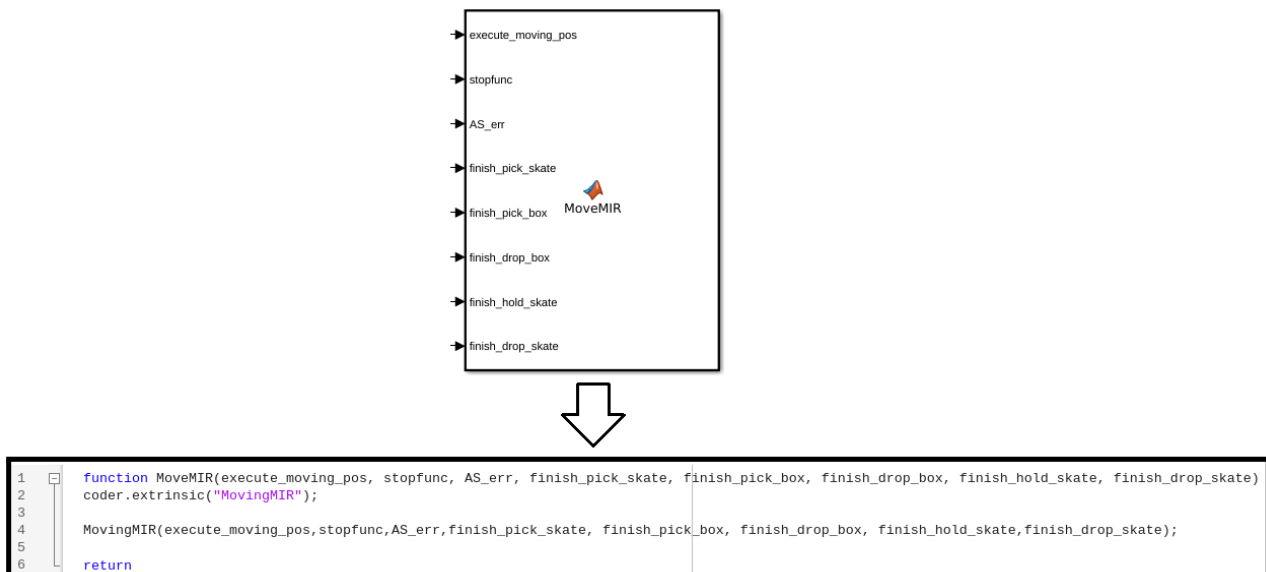 execute_moving_pos
stopfunc
AS_err
finish_pick_skate
MoveMIR
finish_pick_box
finish_drop_box
finish_hold_skate
finish_drop_skate
1 function MoveMIR(execute_moving_pos, stopfunc, AS_err, finish_pick_skate, finish_pick_box, finish_drop_box, finish_hold_skate, finish_drop_skate)
2 coder.extrinsic("MovingMIR");
3
4 MovingMIR(execute_moving_pos,stopfunc,AS_err,finish_pick_skate, finish_pick_box, finish_drop_box, finish_hold_skate,finish_drop_skate);
5
6 return